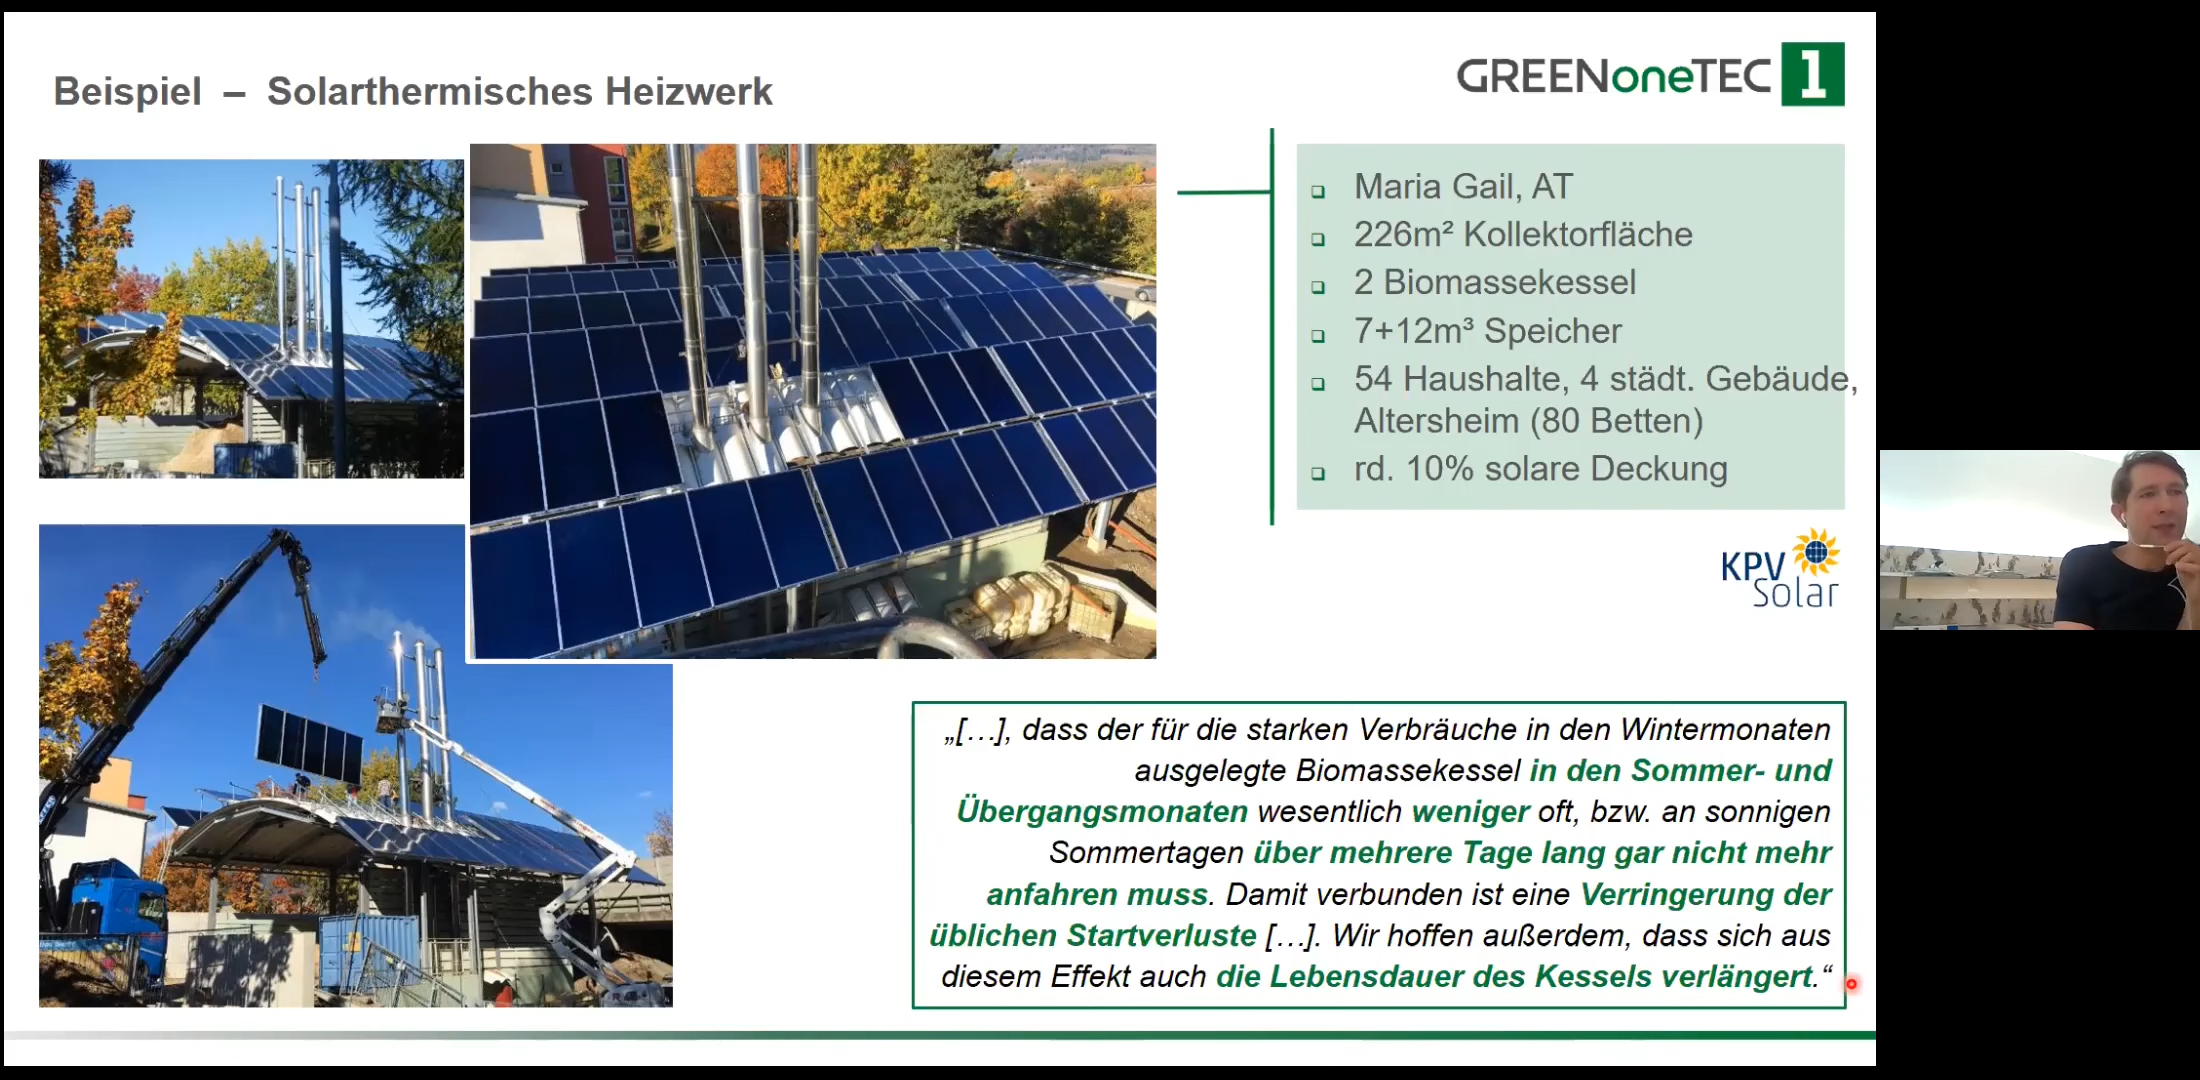 Beispiel – Solarthermisches Heizwerk
GREENoneTEC 1
Maria Gail, AT
226m² Kollektorfläche
2 Biomassekessel
7+12m³ Speicher
54 Haushalte, 4 städt. Gebäude,
Altersheim (80 Betten)
rd. 10% solare Deckung
KPV
Solar
„[…], dass der für die starken Verbräuche in den Wintermonaten
ausgelegte Biomassekessel in den Sommer- und
Übergangsmonaten wesentlich weniger oft, bzw. an sonnigen
Sommertagen über mehrere Tage lang gar nicht mehr
anfahren muss. Damit verbunden ist eine Verringerung der
üblichen Startverluste […]. Wir hoffen außerdem, dass sich aus
diesem Effekt auch die Lebensdauer des Kessels verlängert.“